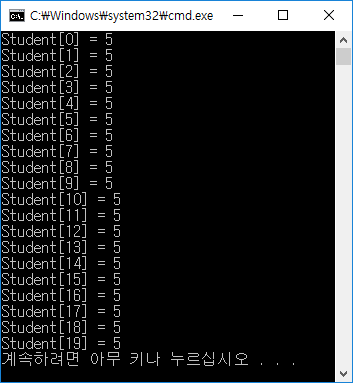 C:₩Windows₩system32₩cmd.exe
Student[0] = 5
Student[1] = 5
Student[2] = 5
Student[3] = 5
Student[4] = 5
Student[5] = 5
Student[6] = 5
Student[7] = 5
Student[8] = 5
Student[9] = 5
Student[10] = 5
Student[11] = 5
Student[12] = 5
Student[13] = 5
Student[14] = 5
Student[15] = 5
Student[16] = 5
Student[17] = 5
Student[18] = 5
Student[19] = 5
계속하려면 아무 키나 누르십시오 . . .